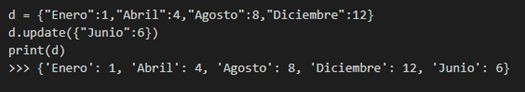 d = {"Enero":1,"Abril":4,"Agosto":8,"Diciembre":12}
d.update({"Junio":6})
print(d)
>>> {'Enero': 1, 'Abril': 4, 'Agosto': 8, 'Diciembre': 12, 'Junio': 6}